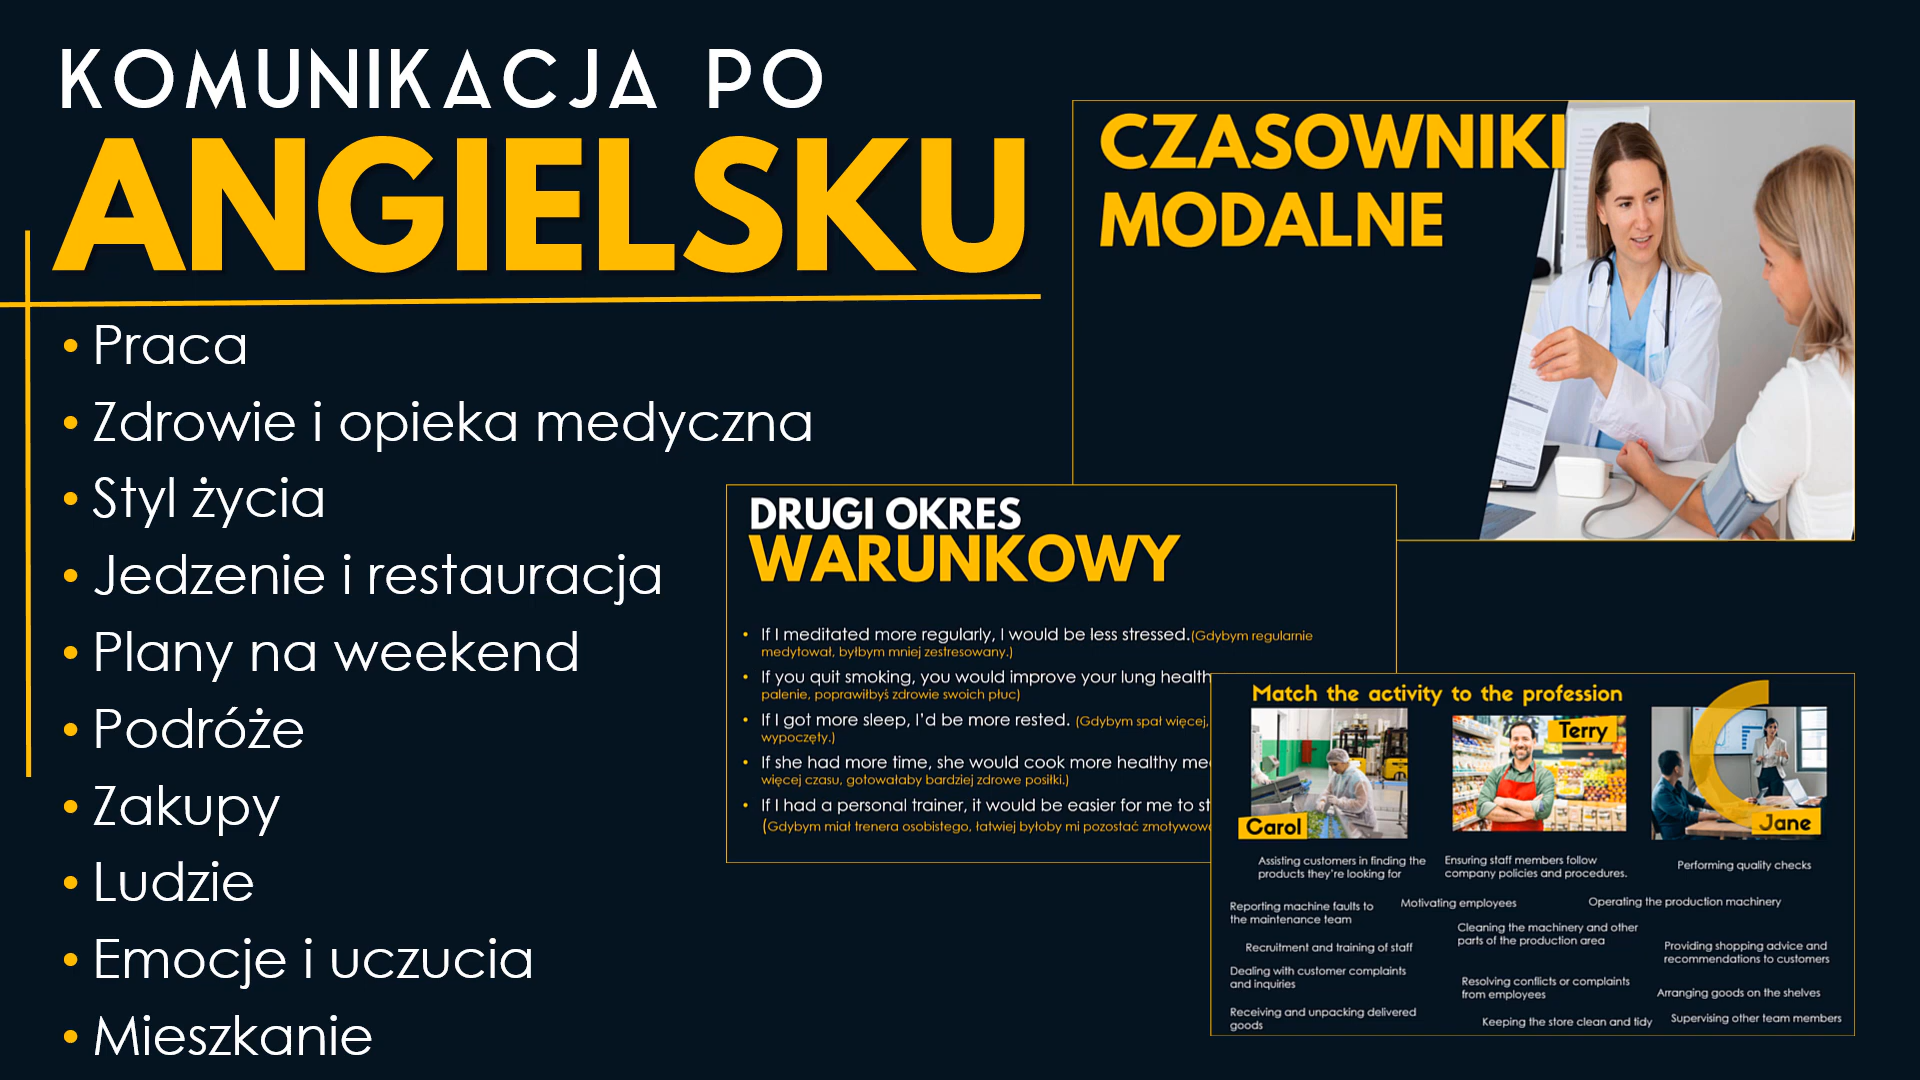 KOMUNIKACJA PO
ANGIELSKU
• Praca
• Zdrowie i opieka medyczna
• Styl życia
• Jedzenie i restauracja
• Plany na weekend
• Podróże
• Zakupy
• Ludzie
• Emocje i uczucia
• Mieszkanie
CZASOWNIKI
MODALNE
DRUGI OKRES
WARUNKOWY
• If I meditated more regularly, I would be less stressed.(Gdybym regularnie
medytował, byłbym mniej zestresowany.)
• If you quit smoking, you would improve your lung health
palenie, poprawiłbyś zdrowie swoich płuc)
• If I got more sleep, I'd be more rested. (Gdybym spał więcej,
wypoczęty.)
• If she had more time, she would cook more healthy
więcej czasu, gotowałaby bardziej zdrowe posiłki.)
• If I had a personal trainer, it would be easier for me to
(Gdybym miał trenera osobistego, łatwiej byłoby mi pozostać
Match the activity to the profession
Carol
Terry
Jane
Assisting customers in finding the
products they're looking for
Ensuring staff members follow
company policies and procedures.
Performing quality checks
Reporting machine faults to
the maintenance team
Motivating employees
Operating the production machinery
Recruitment and training of staff
Cleaning the machinery and other
parts of the production area
Providing shopping advice and
recommendations to customers
Dealing with customer complaints
and inquiries
Resolving conflicts or complaints
from employees
Arranging goods on the shelves
Receiving and unpacking delivered
goods
Keeping the store clean and tidy
Supervising other team members